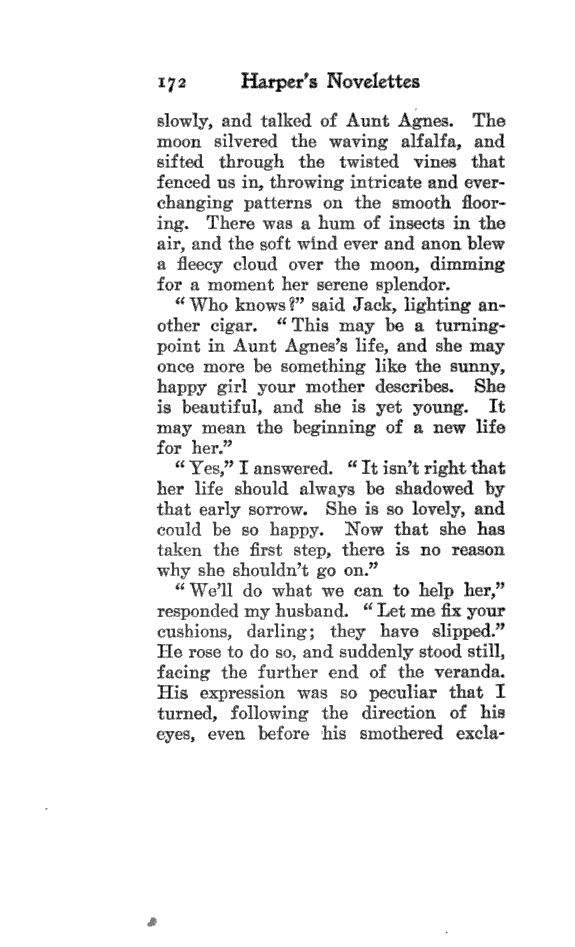 172 Harper's Novelettes
slowly, and talked of Aunt Agnes. The
moon silvered the waving alfalfa, and
sifted through the twisted vines that
fenced us in, throwing intricate and ever-
changing patterns on the smooth floor-
ing. There was a hum of insects in the
air, and the soft wind ever and anon blew
a fleecy cloud over the moon, dimming
for a moment her serene splendor.
“Who knows?” said Jack, lighting an-
other cigar. “This may be a turning-
point in Aunt Agnes's life, and she may
once more be something like the sunny,
happy girl your mother describes. She
is beautiful, and she is yet young. It
may mean the beginning of a new life
for her.”
“Yes,” I answered. “It isn't right that
her life should always be shadowed by
that early sorrow. She is so lovely, and
could be so happy. Now that she has
taken the first step, there is no reason
why she shouldn't go on.”
“We'll do what we can to help her,”
responded my husband. “Let me fix your
cushions, darling; they have slipped.”
He rose to do so, and suddenly stood still,
facing the further end of the veranda.
His expression was so peculiar that I
turned, following the direction of his
eyes, even before his smothered excla-